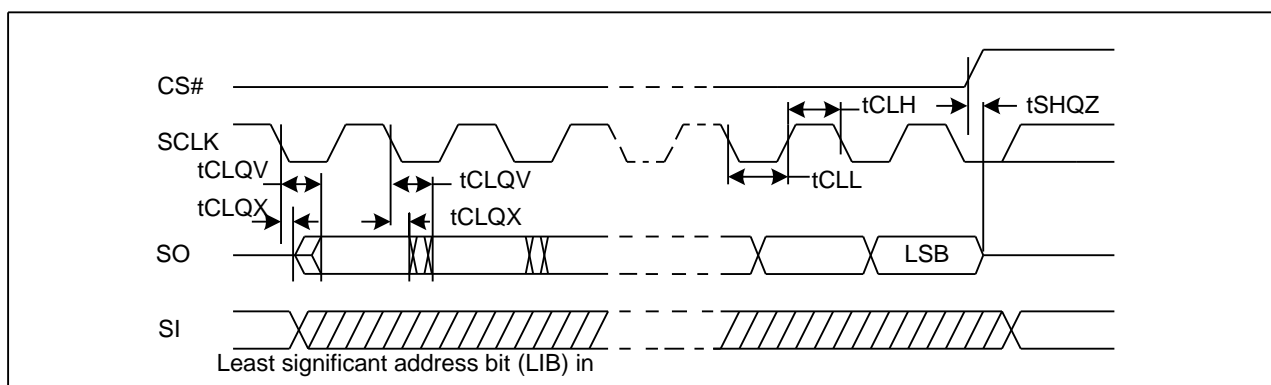 CS#
tCLH
tSHQZ
SCLK
tCLQV
tCLQV
tCLL
tCLQX
tCLQX
SO
LSB
SI
Least significant address bit (LIB) in